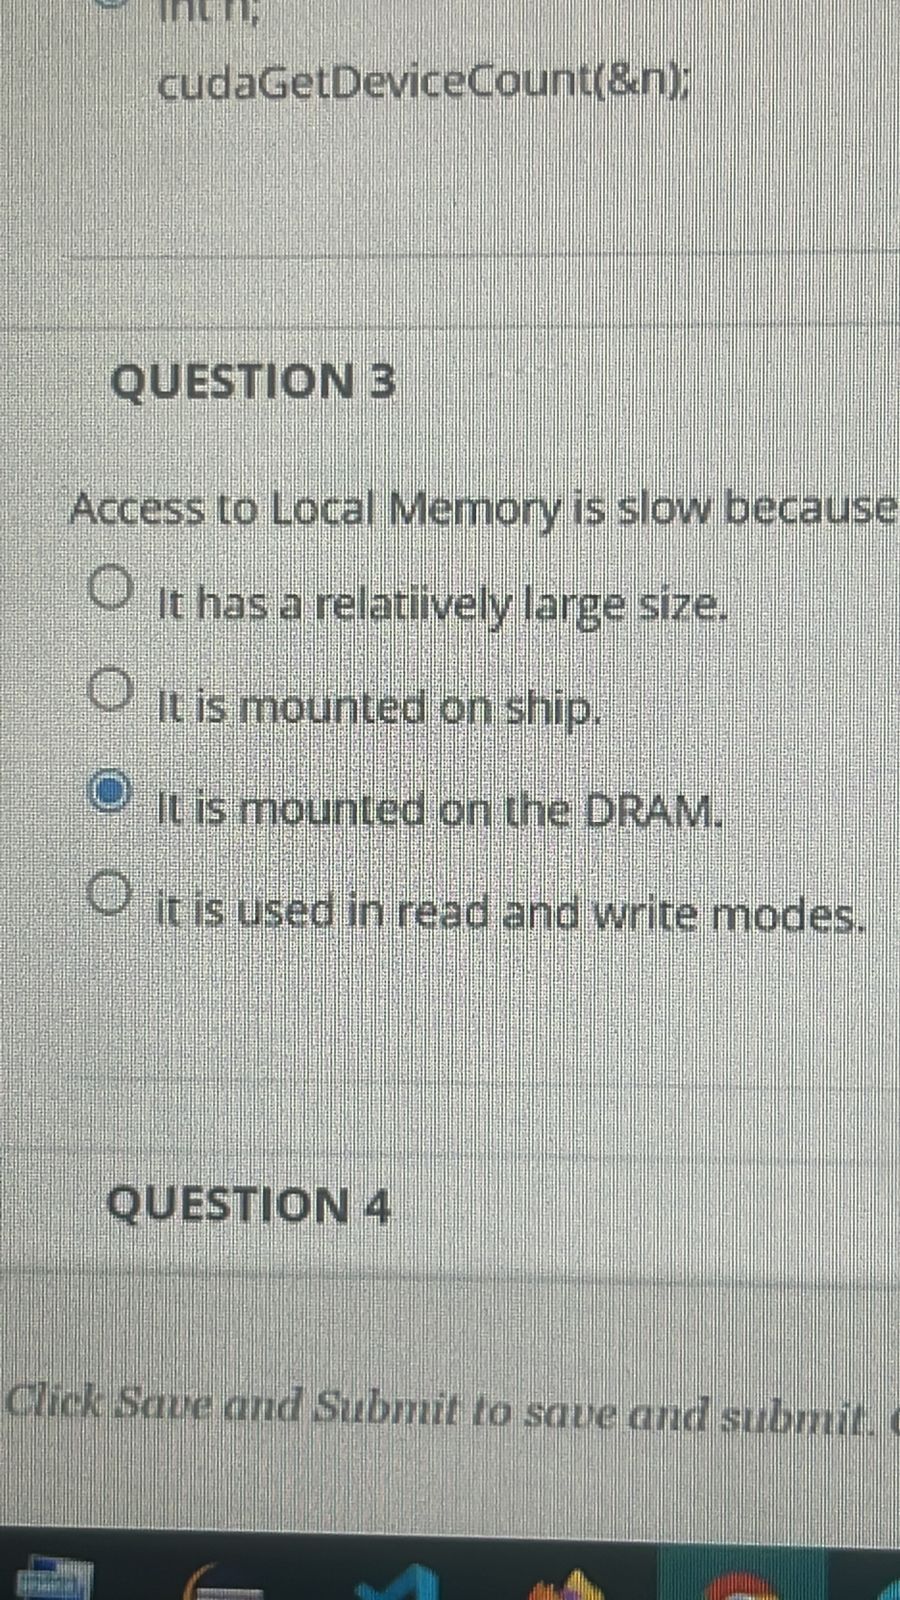 int n;
cudaGetDeviceCount(&n);
QUESTION 3
Access to Local Memory is slow because
It has a relatiively large size.
It is mounted on ship.
It is mounted on the DRAM.
it is used in read and write modes.
QUESTION 4
Click Save and Submit to save and submit.